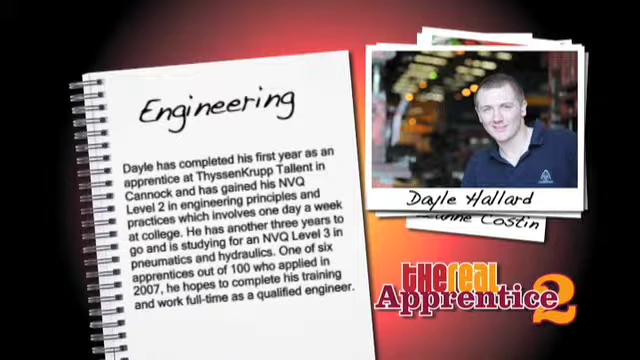 Engineering
Dayle has completed his first year as an
apprentice at ThyssenKrupp Tallent in
Cannock and has gained his NVQ
Level 2 in engineering principles and
practices which involves one day a week
at college. He has another three years to
go and is studying for an NVQ Level 3 in
pneumatics and hydraulics. One of six
apprentices out of 100 who applied in
2007, he hopes to complete his training
and work full-time as a qualified engineer.
Dayle Hallard
Costin
the real
Apprentice 2